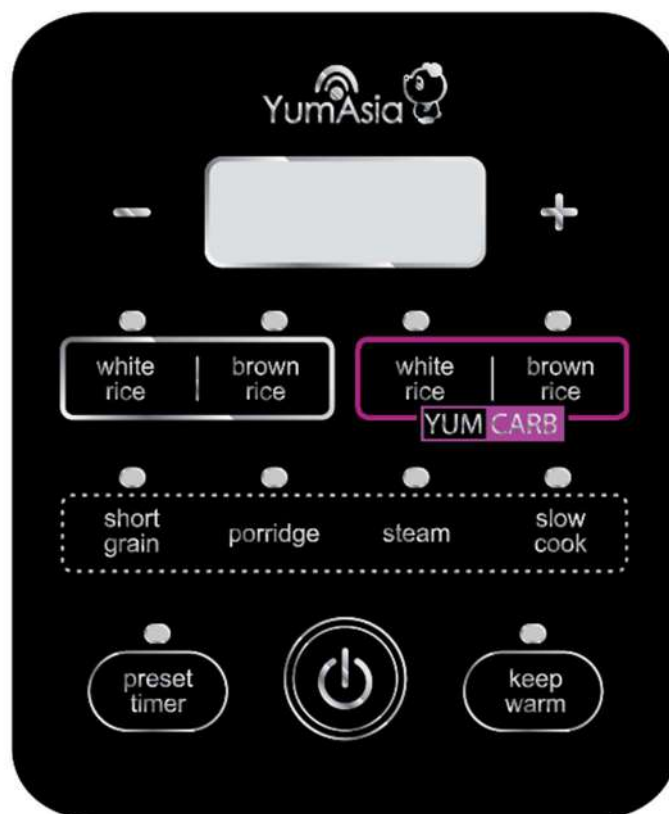 YumAsia
− +
white rice | brown rice
white rice | brown rice
YUM CARB
short grain
porridge
steam
slow cook
preset timer
keep warm